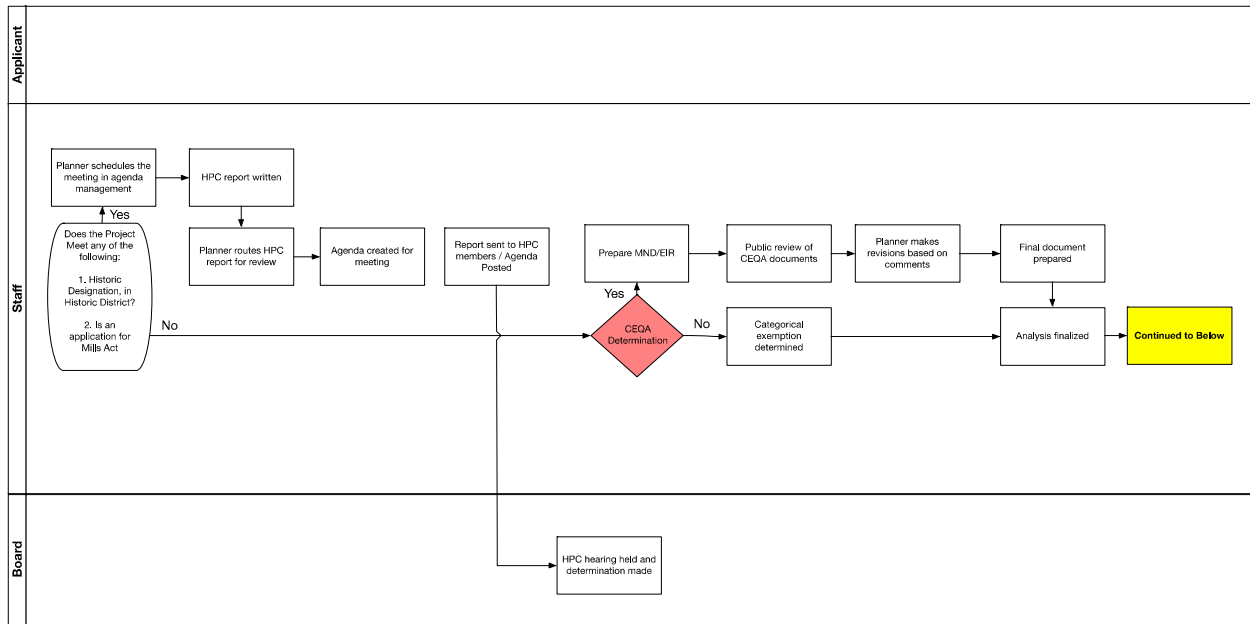 Applicant
Staff
Board
Planner schedules the
meeting in agenda
management
HPC report written
Yes
Does the Project
Meet any of the
following:
1. Historic
Designation, in
Historic District?
2. Is an
application for
Mills Act
No
Planner routes HPC
report for review
Agenda created for
meeting
Report sent to HPC
members / Agenda
Posted
Prepare MND/EIR
Public review of
CEQA documents
Planner makes
revisions based on
comments
Final document
prepared
Yes
CEQA
Determination
No
Categorical
exemption
determined
Analysis finalized
Continued to Below
HPC hearing held and
determination made